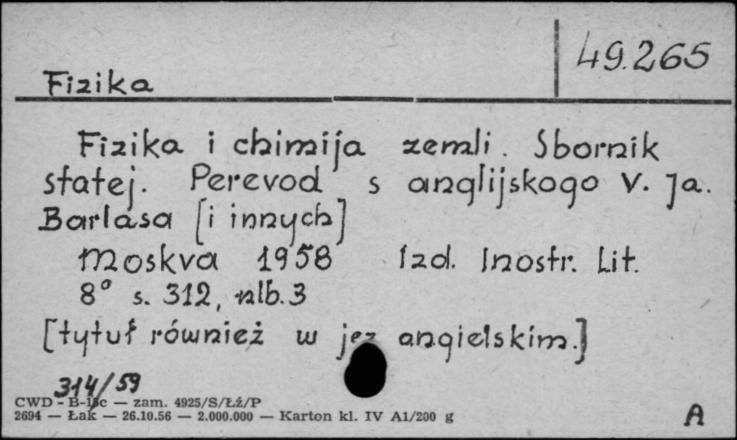 49.265
Fizika
Fizika i chimija zemli. Sbornik
statej. Perevod s anglijskogo V. Ja.
Barlasa [i innych]
Moskva 1958 Izd. Inostr. Lit.
8° s. 312, nlb. 3
[tytuł również w jęz angielskim.]
314/59
CWD - B-15c — zam. 4925/S/Łź/P
2694 — Łak — 26.10.56 — 2.000.000 — Karton kl. IV A1/200 g
A